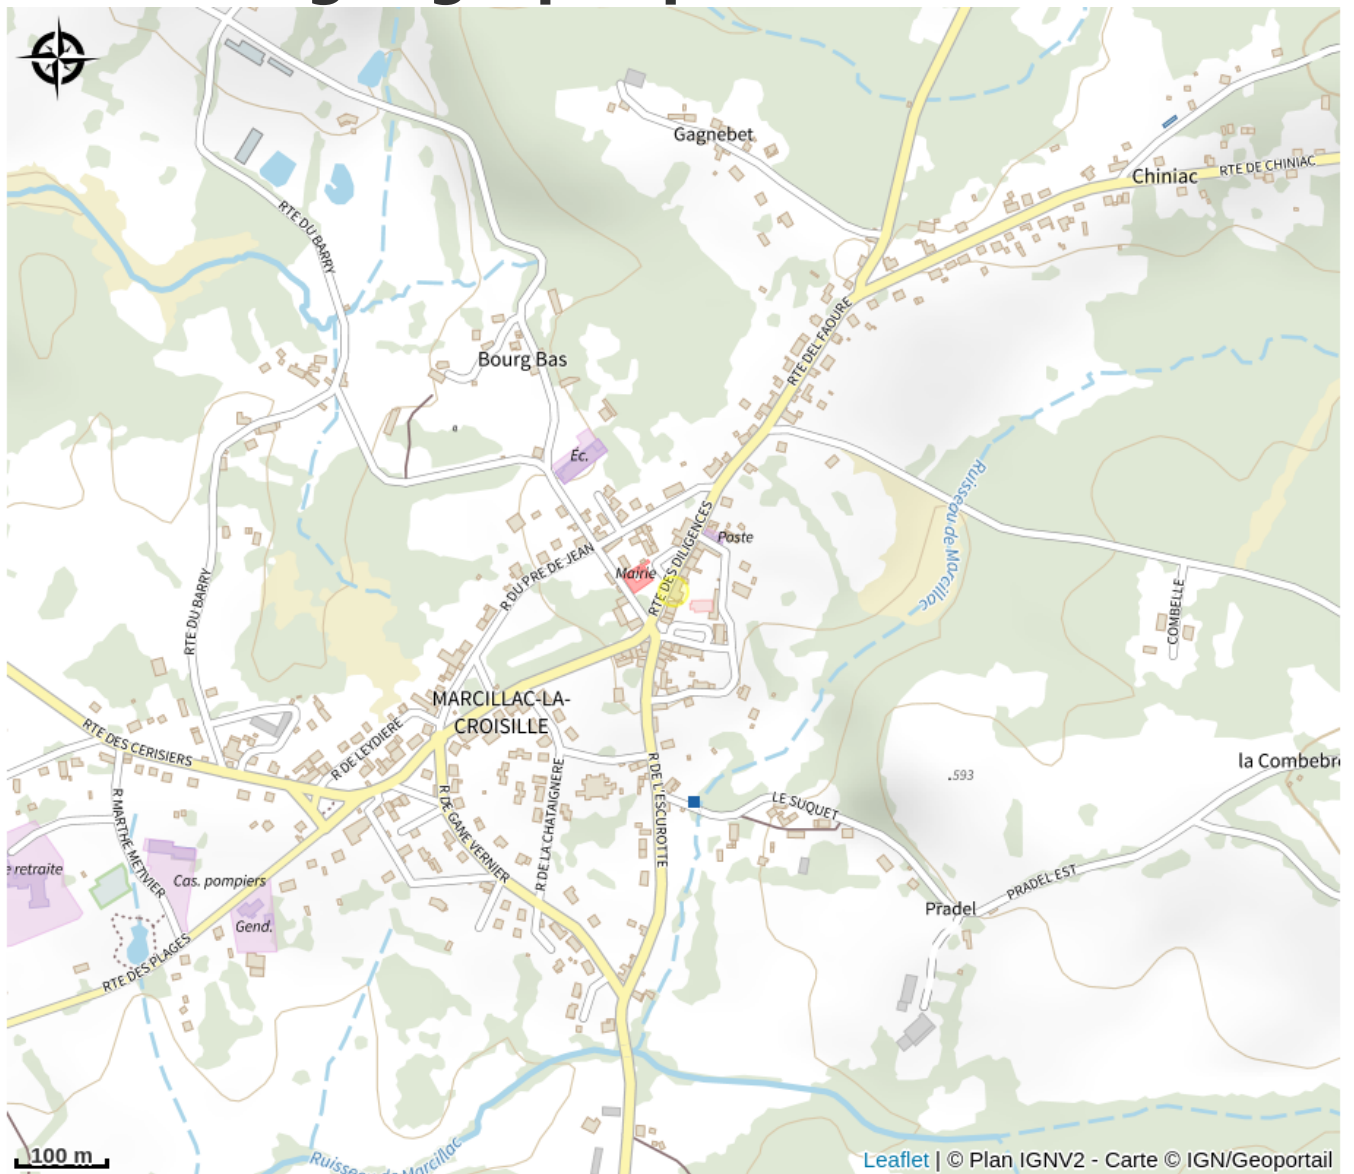 Gagnebet
Chiniac
RTE DE CHINIAC
RTE DU BARRY
RTE DEL FAOURE
Bourg Bas
Éc.
Ruisseau de Marcillac
RTE DES DILIGENCES
Poste
R DU PRE DE JEAN
Mairie
RTE DU BARRY
COMBELLE
MARCILLAC-LA-
CROISILLE
RTE DES CERISIERS
R DE LEYDIERE
la Combebre
.593
R DE LA CHATAIGNERE
R DE L'ESCUROTTE
LE SUQUET
R MARTHE METIVIER
R DE GANE VERNIER
e retraite
Cas. pompiers
PRADEL EST
Pradel
Gend.
RTE DES PLAGES
100 m
Ruisseau de Marcillac
Leaflet | © Plan IGNV2 - Carte © IGN/Geoportail